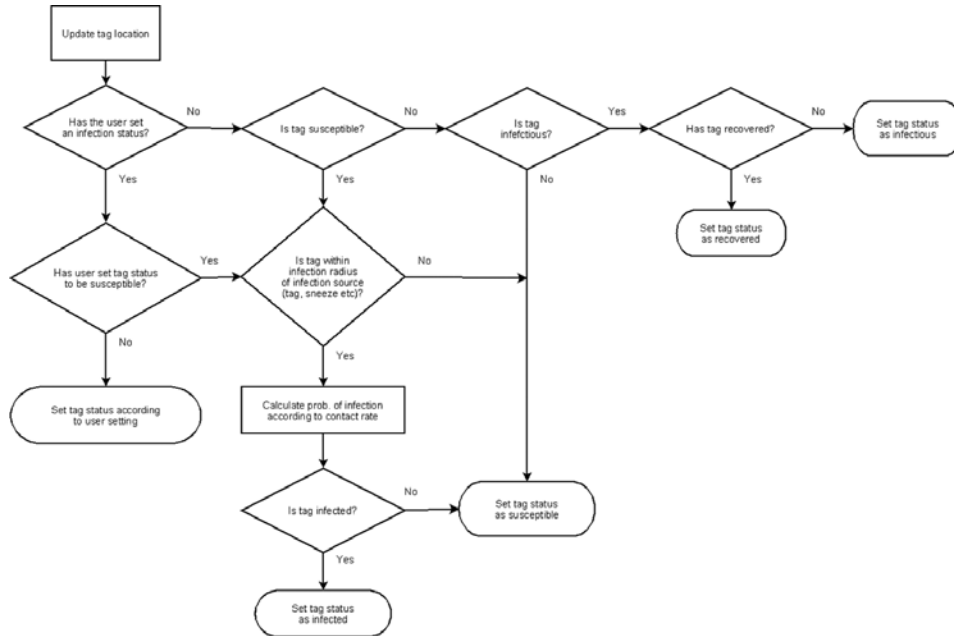 Update tag location
Has the user set
an infection status?
No
Is tag susceptible?
No
Is tag
infefctious?
Yes
Has tag recovered?
No
Set tag status
as infectious
Yes
Yes
No
Yes
Set tag status
as recovered
Has user set tag status
to be susceptible?
Yes
Is tag within
infection radius
of infection source
(tag, sneeze etc)?
No
No
Yes
Set tag status according
to user setting
Calculate prob. of infection
according to contact rate
Is tag infected?
No
Set tag status
as susceptible
Yes
Set tag status
as infected